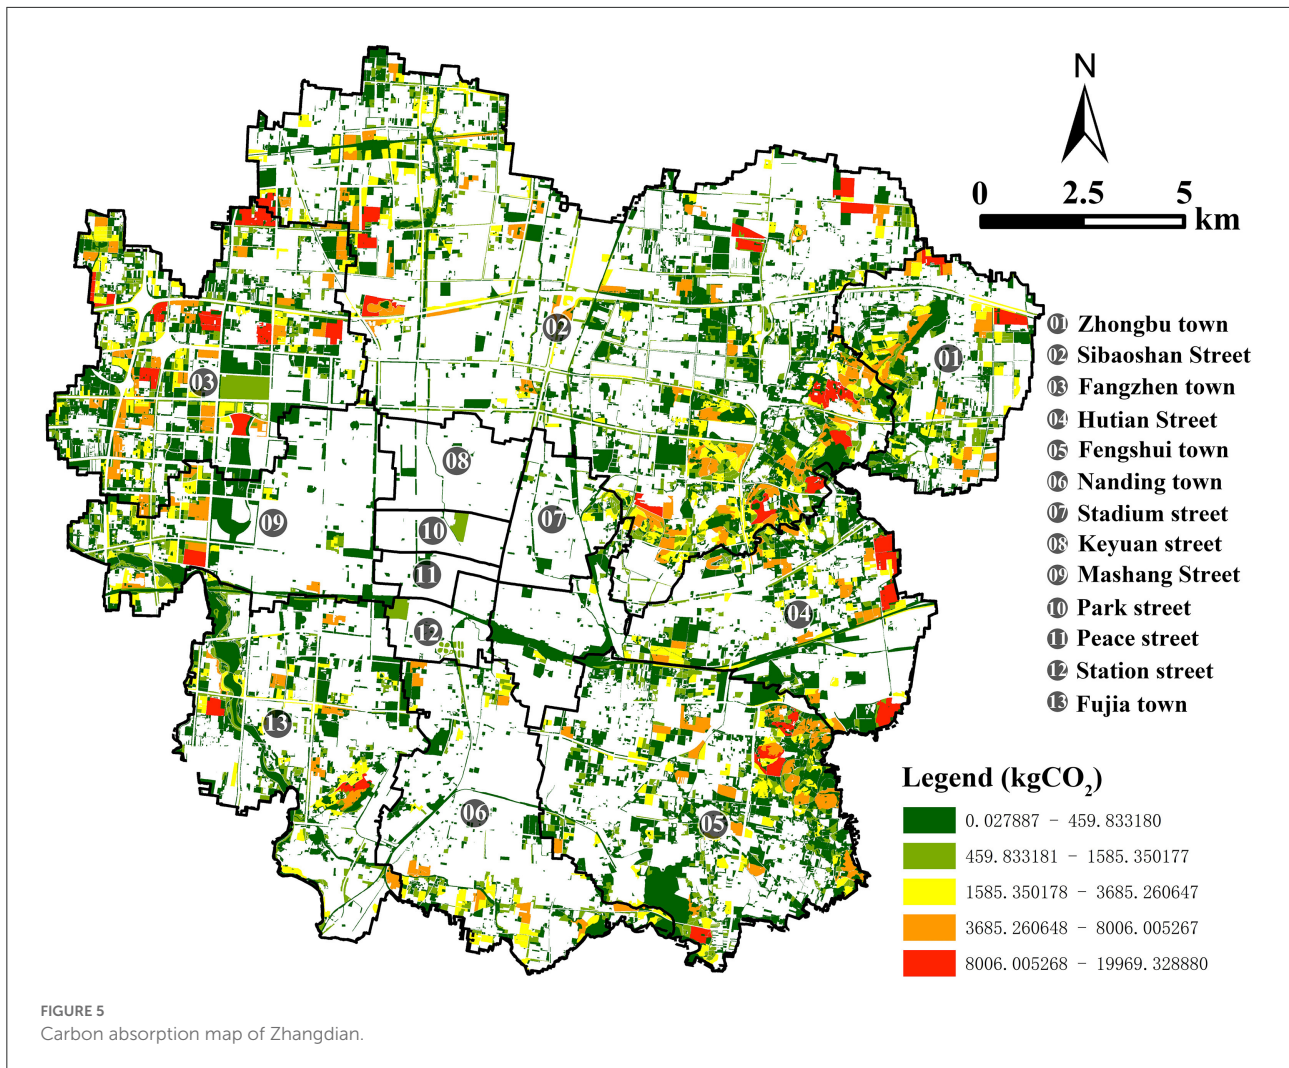 N
0 2.5 5
km
01 Zhongbu town
02 Sibaoshan Street
03 Fangzhen town
04 Hutian Street
05 Fengshui town
06 Nanding town
07 Stadium street
08 Keyuan street
09 Mashang Street
10 Park street
11 Peace street
12 Station street
13 Fujia town
02
01
03
08
09
10
07
11
04
12
13
06
05
Legend (kgCO2)
0.027887 - 459.833180
459.833181 - 1585.350177
1585.350178 - 3685.260647
3685.260648 - 8006.005267
8006.005268 - 19969.328880
FIGURE 5
Carbon absorption map of Zhangdian.